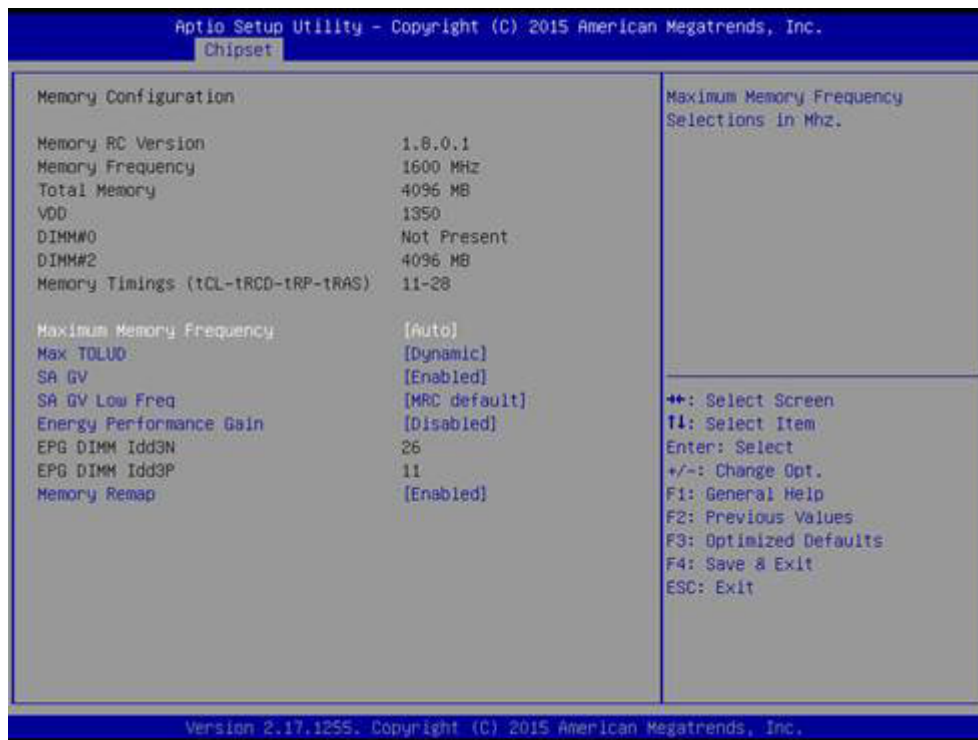 Aptio Setup Utility - Copyright (C) 2015 American Megatrends, Inc.
Chipset
Memory Configuration
Memory RC Version 1.8.0.1
Memory Frequency 1600 MHz
Total Memory 4096 MB
VDD 1350
DIMM#0 Not Present
DIMM#2 4096 MB
Memory Timings (tCL-tRCD-tRP-tRAS) 11-28
Maximum Memory Frequency [Auto]
Max TOLUD [Dynamic]
SA GV [Enabled]
SA GV Low Freq [MRC default]
Energy Performance Gain [Disabled]
EPG DIMM Idd3N 26
EPG DIMM Idd3P 11
Memory Remap [Enabled]
Maximum Memory Frequency
Selections in Mhz.
→←: Select Screen
↑↓: Select Item
Enter: Select
+/-: Change Opt.
F1: General Help
F2: Previous Values
F3: Optimized Defaults
F4: Save & Exit
ESC: Exit
Version 2.17.1255. Copyright (C) 2015 American Megatrends, Inc.